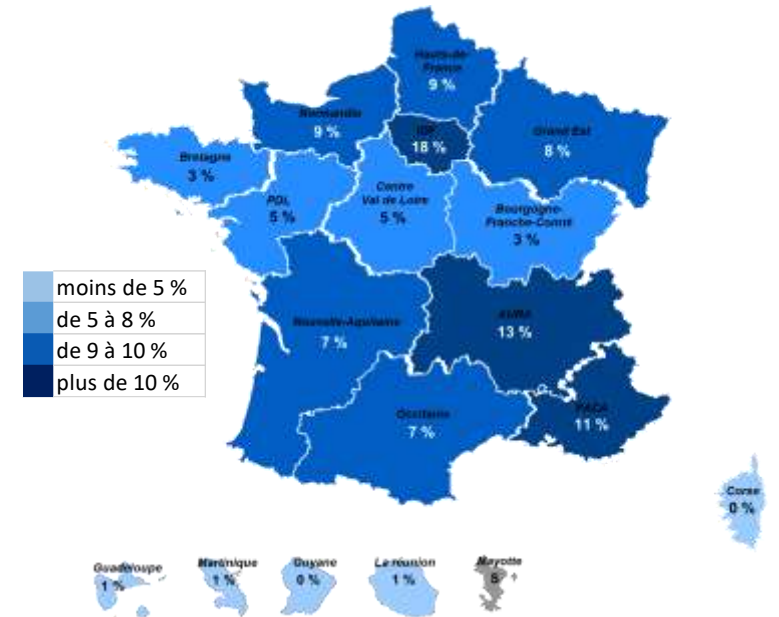 Hauts-de-
France
9 %
Normandie
9 %
IDF
18 %
Grand Est
8 %
Bretagne
3 %
PDL
5 %
Centre
Val de Loire
5 %
Bourgogne-
Franche-Comté
3 %
moins de 5 %
de 5 à 8 %
de 9 à 10 %
plus de 10 %
Nouvelle-Aquitaine
7 %
AURA
13 %
Occitanie
7 %
PACA
11 %
Corse
0 %
Guadeloupe
1 %
Martinique
1 %
Guyane
0 %
La réunion
1 %
Mayotte
S